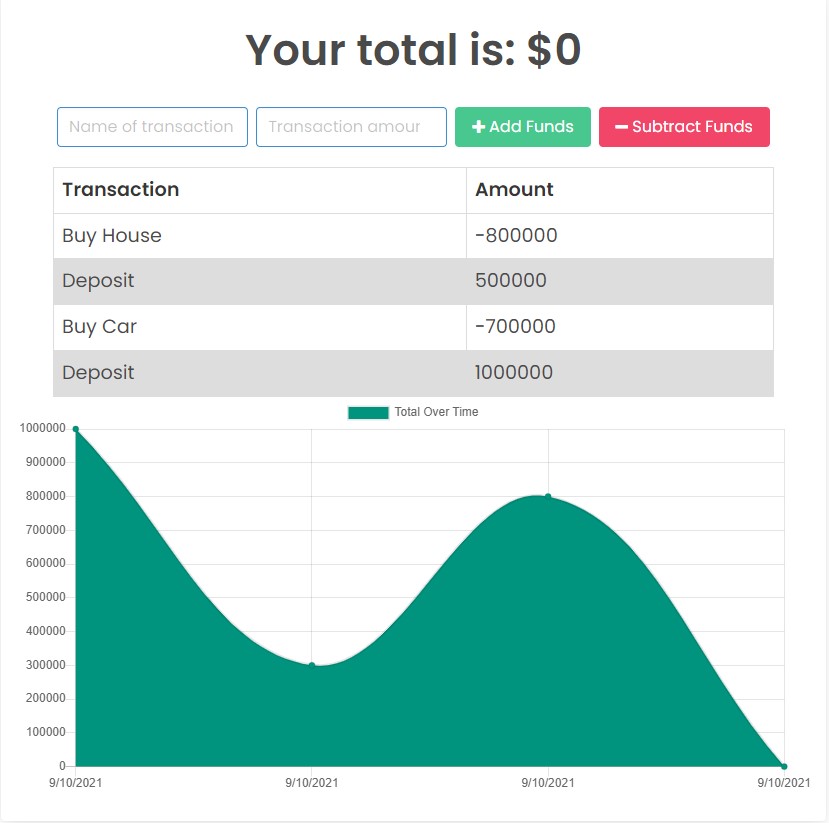 Your total is: $0
Name of transaction Transaction amour + Add Funds − Subtract Funds
Transaction Amount
Buy House -800000
Deposit 500000
Buy Car -700000
Deposit 1000000
Total Over Time
1000000
900000
800000
700000
600000
500000
400000
300000
200000
100000
0
9/10/2021 9/10/2021 9/10/2021 9/10/2021